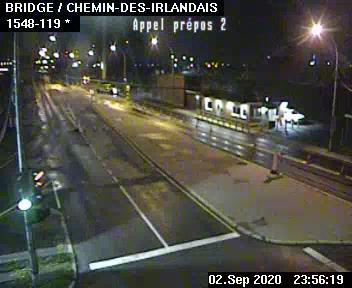 BRIDGE / CHEMIN-DES-IRLANDAIS
1548-119 *
Appel prépos 2
02.Sep 2020 23:56:19